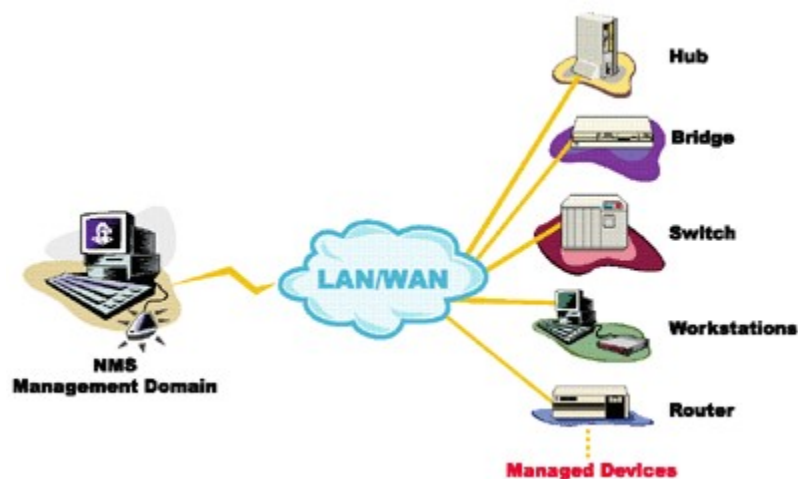 Hub
Bridge
Switch
LAN/WAN
Workstations
NMS
Management Domain
Router
Managed Devices